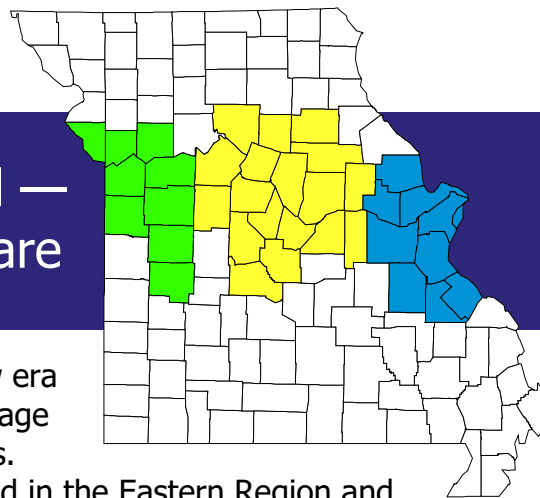 —
are
era
age
s.
d in the Eastern Region and